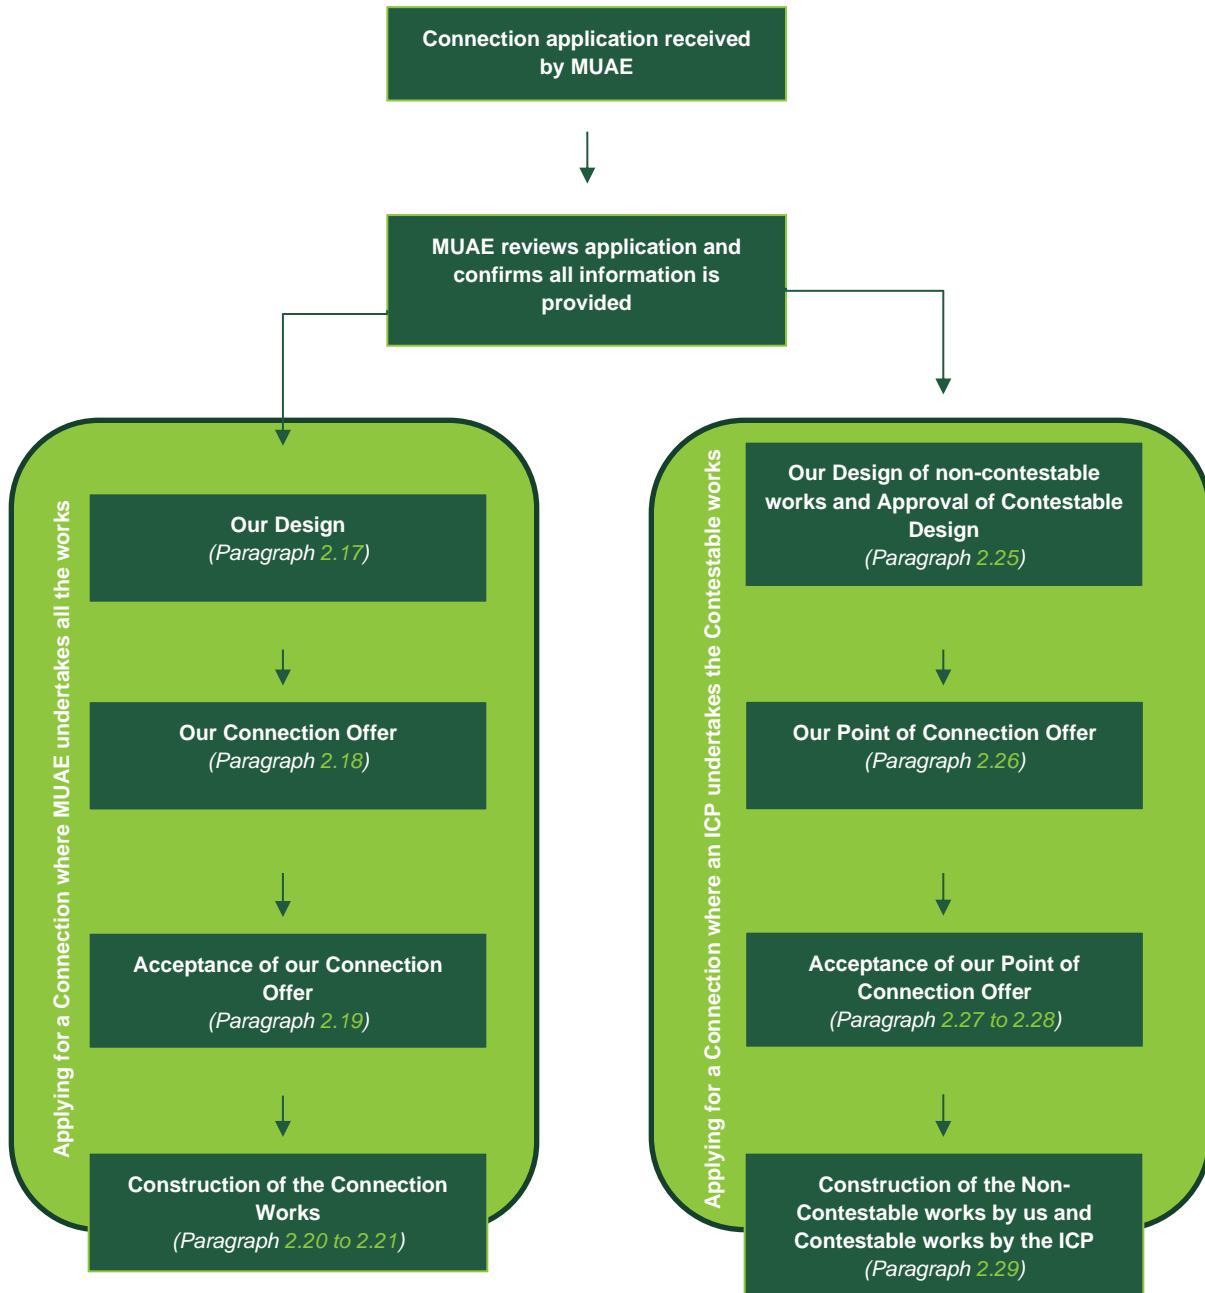 Connection application received
by MUAE
MUAE reviews application and
confirms all information is
provided
Applying for a Connection where MUAE undertakes all the works
Our Design
(Paragraph 2.17)
Our Connection Offer
(Paragraph 2.18)
Acceptance of our Connection
Offer
(Paragraph 2.19)
Construction of the Connection
Works
(Paragraph 2.20 to 2.21)
Applying for a Connection where an ICP undertakes the Contestable works
Our Design of non-contestable
works and Approval of Contestable
Design
(Paragraph 2.25)
Our Point of Connection Offer
(Paragraph 2.26)
Acceptance of our Point of
Connection Offer
(Paragraph 2.27 to 2.28)
Construction of the Non-
Contestable works by us and
Contestable works by the ICP
(Paragraph 2.29)